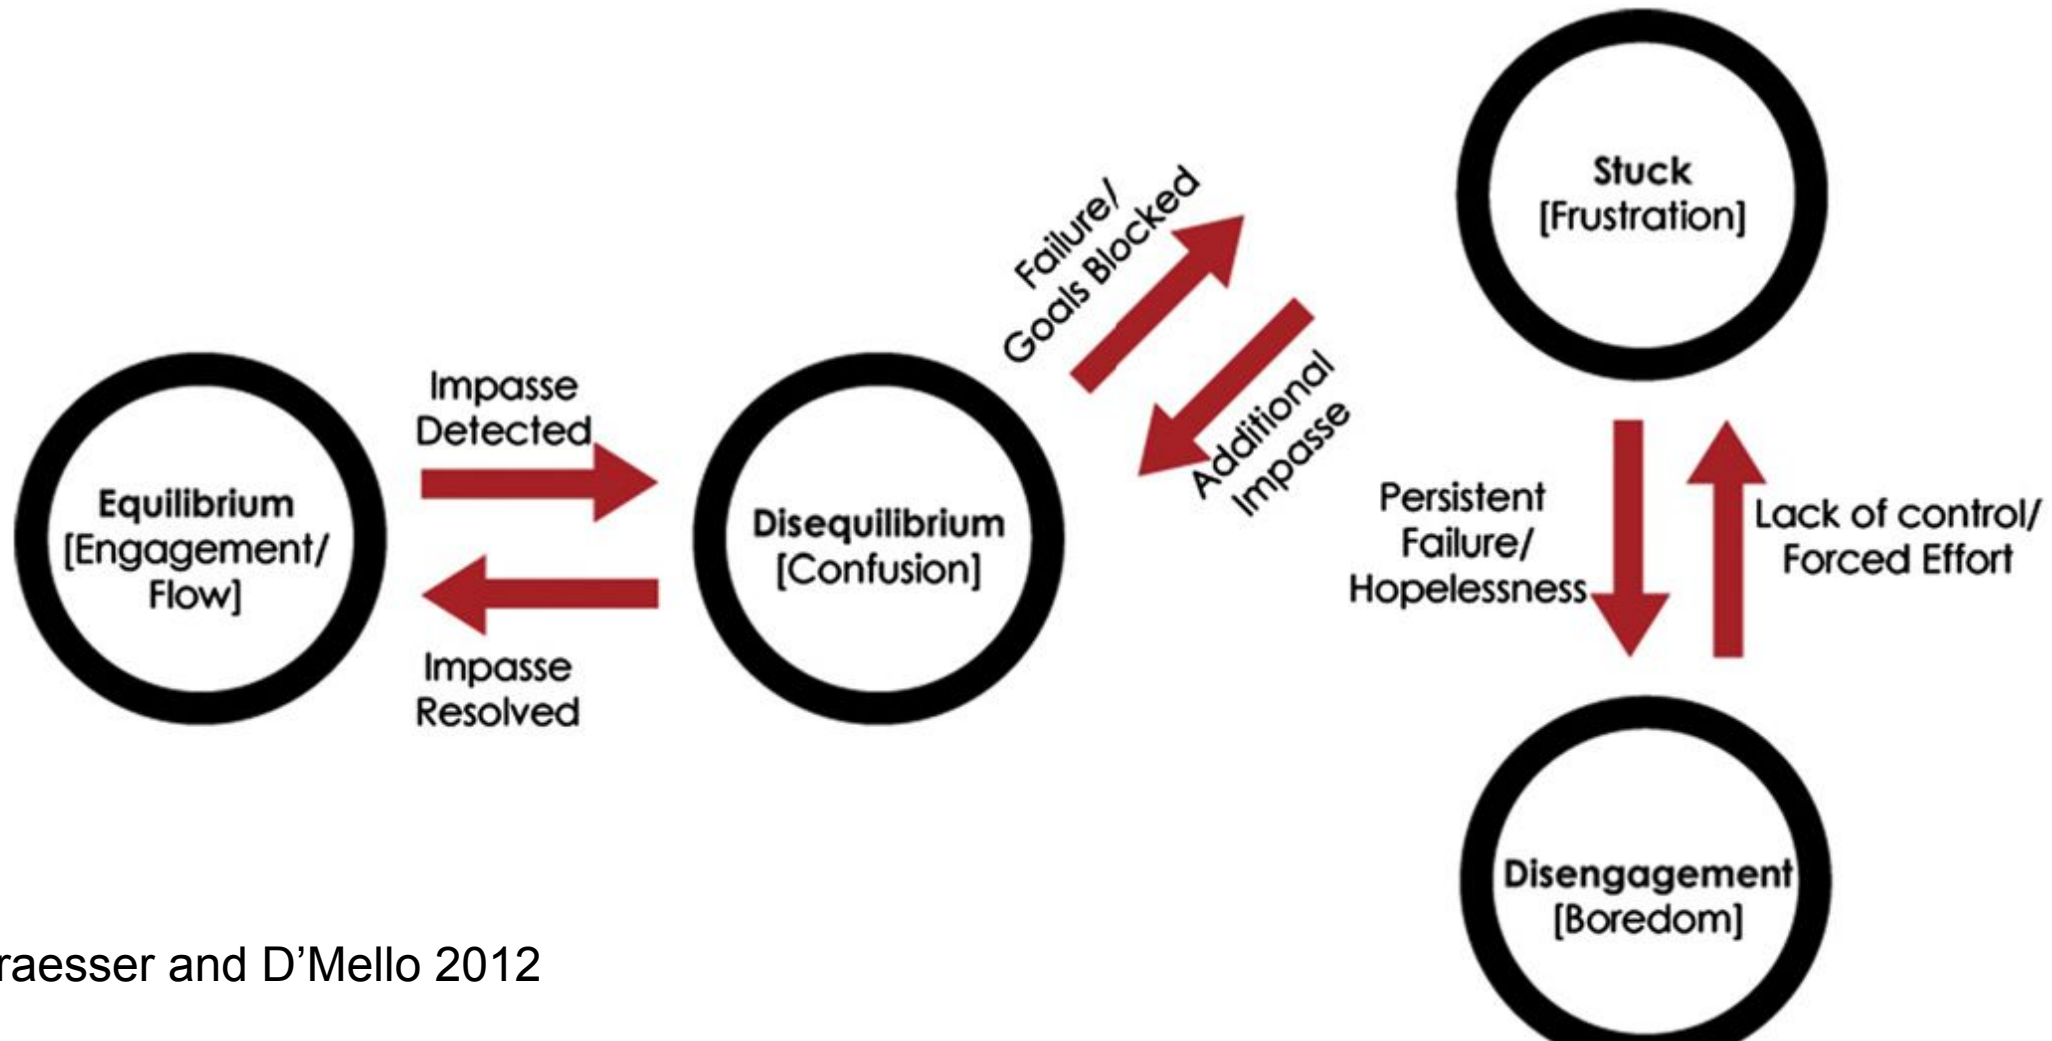 Equilibrium
[Engagement/
Flow]
Impasse
Detected
Impasse
Resolved
Disequilibrium
[Confusion]
Failure/
Goals Blocked
Additional
Impasse
Stuck
[Frustration]
Persistent
Failure/
Hopelessness
Lack of control/
Forced Effort
Disengagement
[Boredom]
raesser and D’Mello 2012